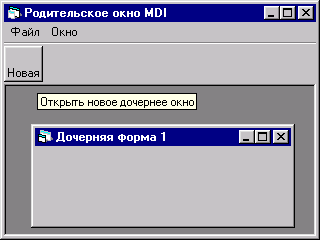 Родительское окно MDI
Файл Окно
Новая
Открыть новое дочернее окно
Дочерняя форма 1